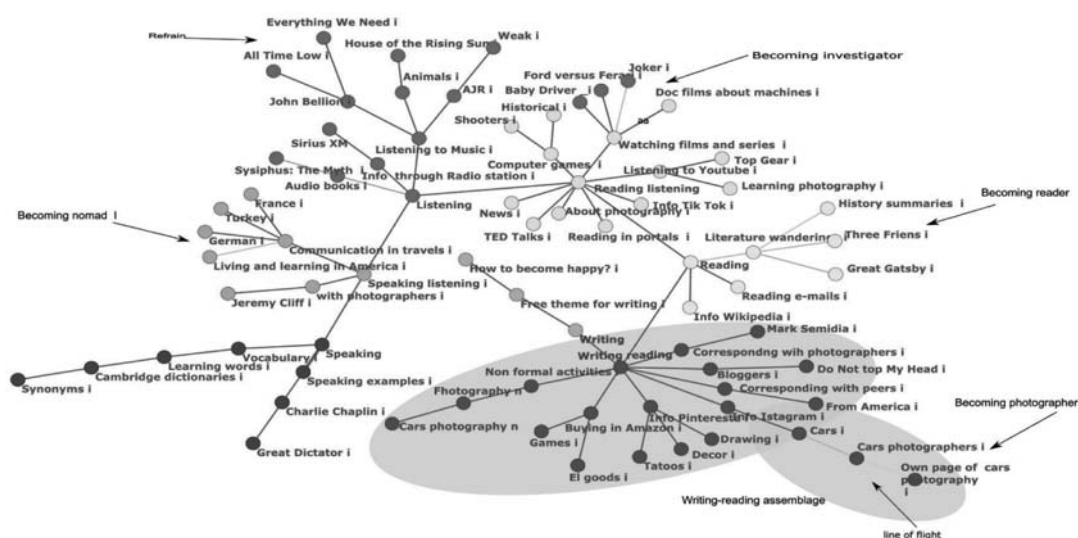 Everything We Need i
Refrain
House of the Rising Sun
Weak i
All Time Low i
Animals i
AJR i
John Bellion i
Sirius XM
Listening to Music i
Sysiphus: The Myth i
Info through Radio station i
Audio books i
Listening
Becoming investigator
Joker i
Ford versus Ferari i
Baby Driver i
Doc films about machines i
Historical i
Shooters i
aa
Watching films and series i
Computer games i
Listening to Youtube i
Top Gear i
Reading listening
Learning photography i
News i
About photography i
Info Tik Tok i
TED Talks i
Reading in portals i
Becoming reader
History summaries i
Literature wandering i
Three Friens i
Great Gatsby i
Reading
Reading e-mails i
Info Wikipedia i
France i
Becoming nomad I
Turkey i
German i
Communication in travels i
Living and learning in America i
Speaking listening i
with photographers i
Jeremy Cliff i
How to become happy? i
Free theme for writing i
Writing
Writing reading
Mark Semidia i
Correspondng wih photographers i
Non formal activities
Bloggers i
Do Not top My Head i
Corresponding with peers i
Fhotography n
From America i
Info Pinterest i
Info Istagram i
Cars photography n
Buying in Amazon i
Games i
Drawing i
Cars i
Decor i
Tatoos i
El goods i
Becoming photographer
Cars photographers i
Own page of cars
photography
i
Writing-reading assemblage
line of flight
Speaking
Vocabulary i
Learning words i
Cambridge dictionaries i
Synonyms i
Speaking examples i
Charlie Chaplin i
Great Dictator i